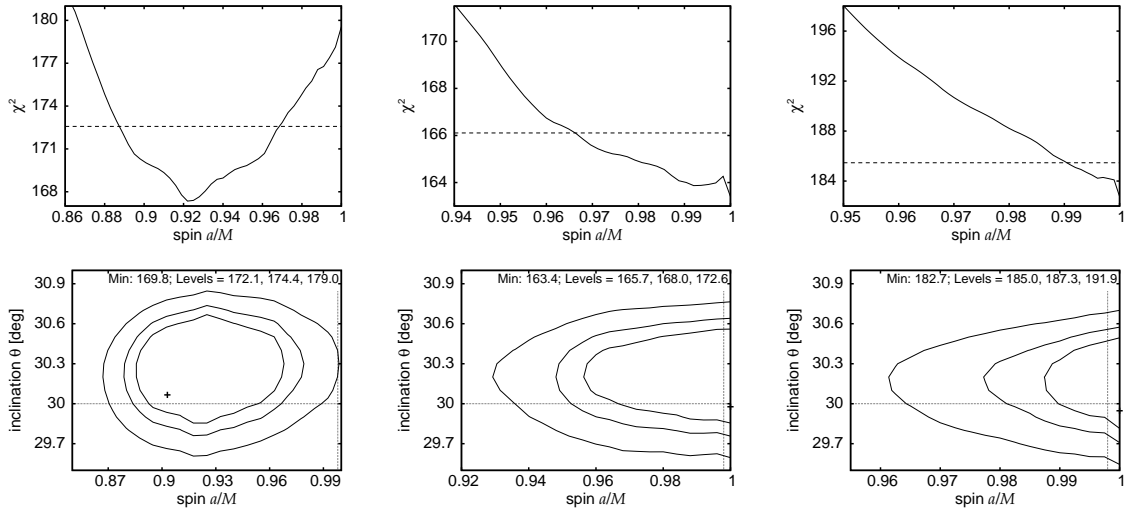 180
177
174
171
168
χ²
0.86 0.88 0.9 0.92 0.94 0.96 0.98 1
spin a/M
170
168
166
164
χ²
0.94 0.95 0.96 0.97 0.98 0.99 1
spin a/M
196
192
188
184
χ²
0.95 0.96 0.97 0.98 0.99 1
spin a/M
Min: 169.8; Levels = 172.1, 174.4, 179.0
30.9
30.6
30.3
30
29.7
inclination θ [deg]
0.87 0.9 0.93 0.96 0.99
spin a/M
Min: 163.4; Levels = 165.7, 168.0, 172.6
30.9
30.6
30.3
30
29.7
inclination θ [deg]
0.92 0.94 0.96 0.98 1
spin a/M
Min: 182.7; Levels = 185.0, 187.3, 191.9
30.9
30.6
30.3
30
29.7
inclination θ [deg]
0.96 0.97 0.98 0.99 1
spin a/M